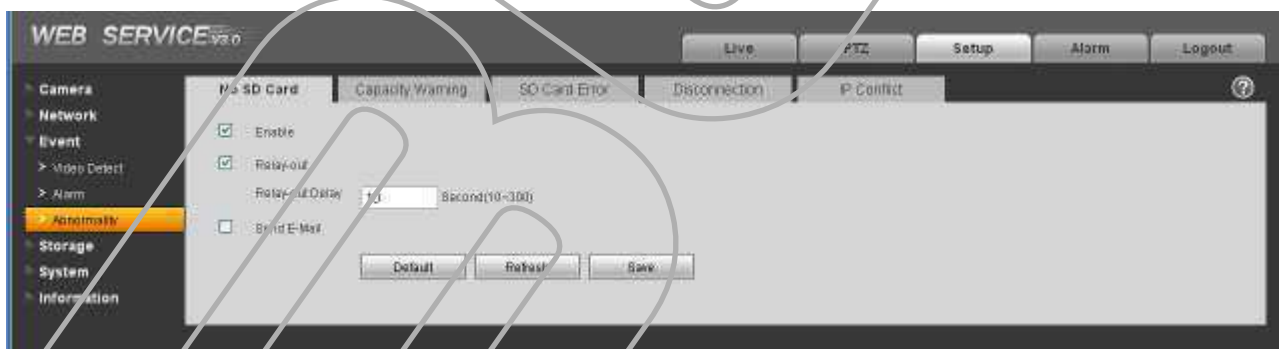 WEB SERVICE V3.0
Live PTZ Setup Alarm Logout
Camera
Network
Event
> Video Detect
> Alarm
> Abnormality
Storage
System
Information
No SD Card Capacity Warning SD Card Error Disconnection IP Conflict
Enable
Relay-out
Relay-out Delay Second(10~300)
Send E-Mail
Default Refresh Save